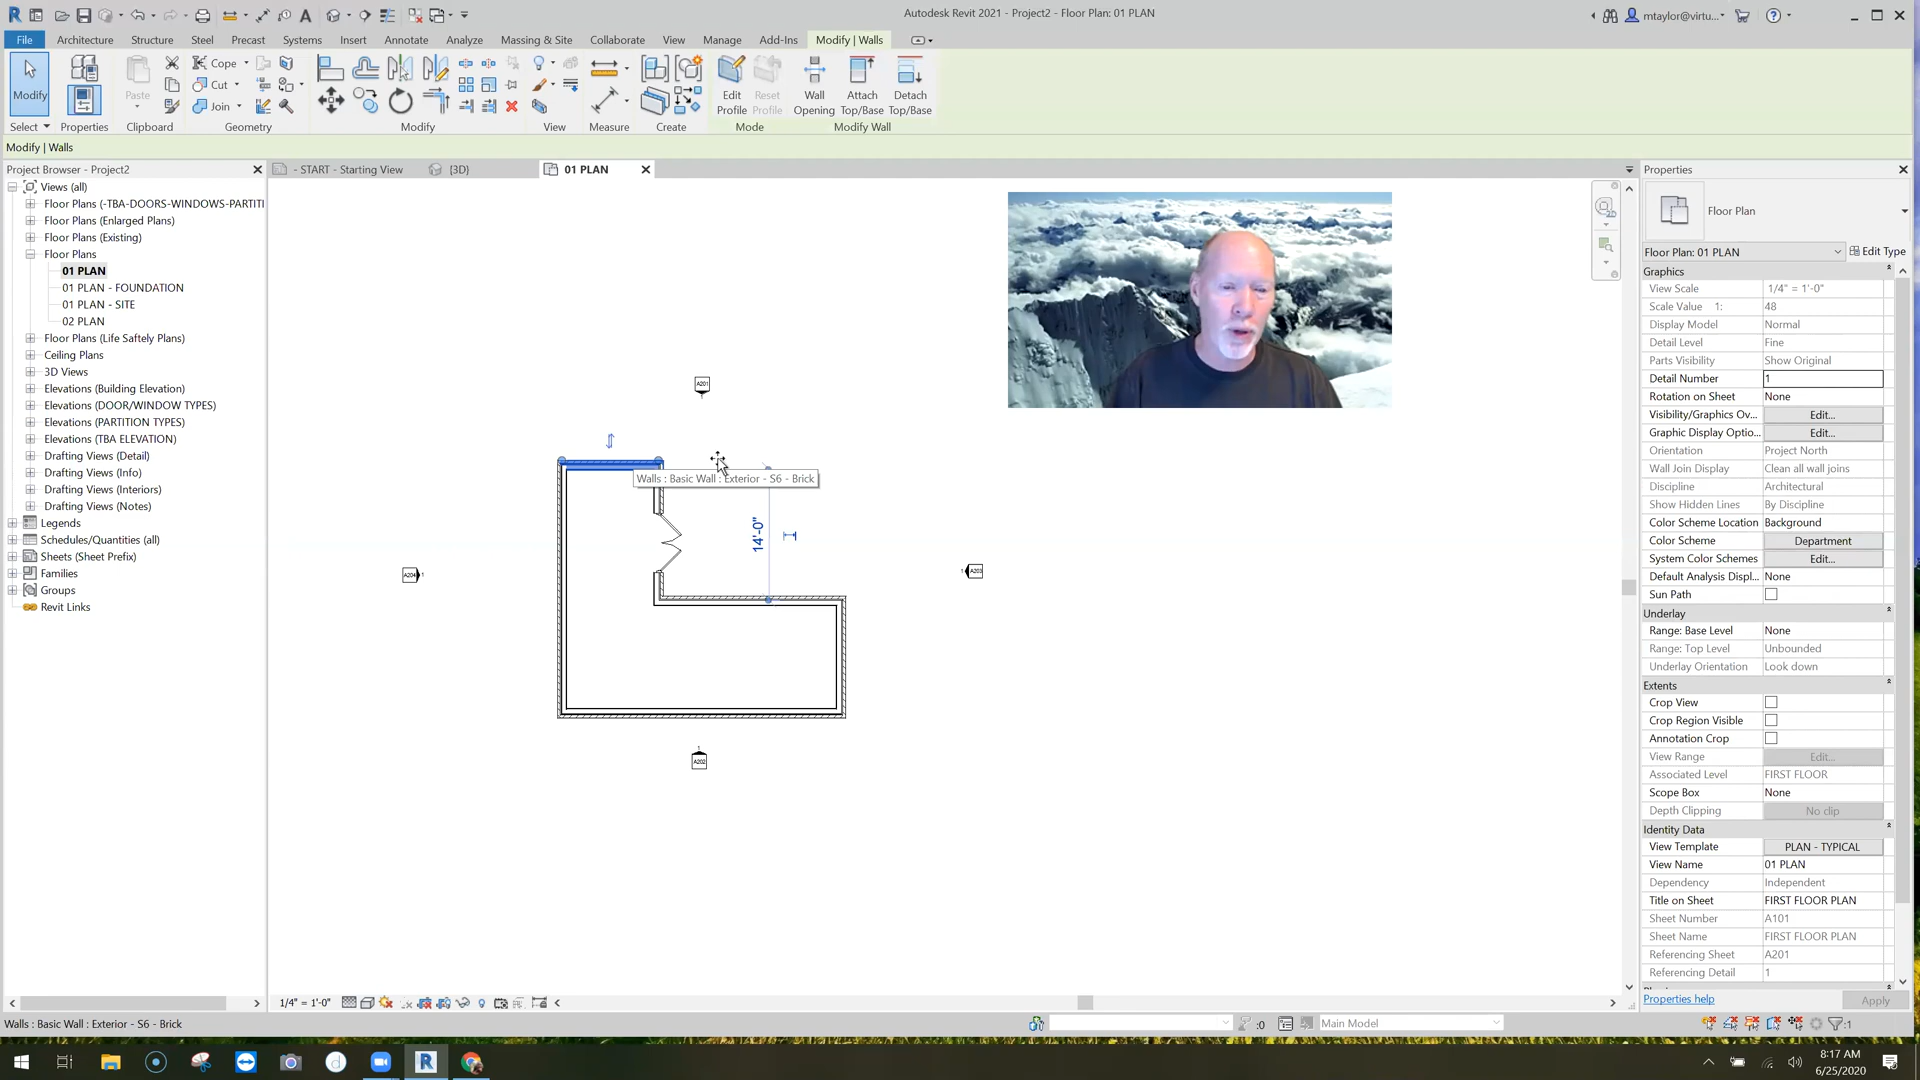 Autodesk Revit 2021 - Project2 - Floor Plan: 01 PLAN
mtaylor@virtu...
File Architecture Structure Steel Precast Systems Insert Annotate Analyze Massing & Site Collaborate View Manage Add-Ins Modify | Walls
Modify Paste Cope Cut Join
Edit Profile Reset Profile Wall Opening Attach Top/Base Detach Top/Base
Select Properties Clipboard Geometry Modify View Measure Create Mode Modify Wall
Modify | Walls
Project Browser - Project2
- START - Starting View {3D} 01 PLAN
Views (all)
Floor Plans (-TBA-DOORS-WINDOWS-PARTITI
Floor Plans (Enlarged Plans)
Floor Plans (Existing)
Floor Plans
01 PLAN
01 PLAN - FOUNDATION
01 PLAN - SITE
02 PLAN
Floor Plans (Life Saftely Plans)
Ceiling Plans
3D Views
Elevations (Building Elevation)
Elevations (DOOR/WINDOW TYPES)
Elevations (PARTITION TYPES)
Elevations (TBA ELEVATION)
Drafting Views (Detail)
Drafting Views (Info)
Drafting Views (Interiors)
Drafting Views (Notes)
Legends
Schedules/Quantities (all)
Sheets (Sheet Prefix)
Families
Groups
Revit Links
A201
Walls : Basic Wall : Exterior - S6 - Brick
14'-0"
A204 1
1 A203
1
A202
Properties
Floor Plan
Floor Plan: 01 PLAN Edit Type
Graphics
View Scale 1/4" = 1'-0"
Scale Value 1: 48
Display Model Normal
Detail Level Fine
Parts Visibility Show Original
Detail Number 1
Rotation on Sheet None
Visibility/Graphics Ov... Edit...
Graphic Display Optio... Edit...
Orientation Project North
Wall Join Display Clean all wall joins
Discipline Architectural
Show Hidden Lines By Discipline
Color Scheme Location Background
Color Scheme Department
System Color Schemes Edit...
Default Analysis Displ... None
Sun Path
Underlay
Range: Base Level None
Range: Top Level Unbounded
Underlay Orientation Look down
Extents
Crop View
Crop Region Visible
Annotation Crop
View Range Edit...
Associated Level FIRST FLOOR
Scope Box None
Depth Clipping No clip
Identity Data
View Template PLAN - TYPICAL
View Name 01 PLAN
Dependency Independent
Title on Sheet FIRST FLOOR PLAN
Sheet Number A101
Sheet Name FIRST FLOOR PLAN
Referencing Sheet A201
Referencing Detail 1
Properties help Apply
1/4" = 1'-0"
Walls : Basic Wall : Exterior - S6 - Brick
:0 Main Model :1
8:17 AM
6/25/2020